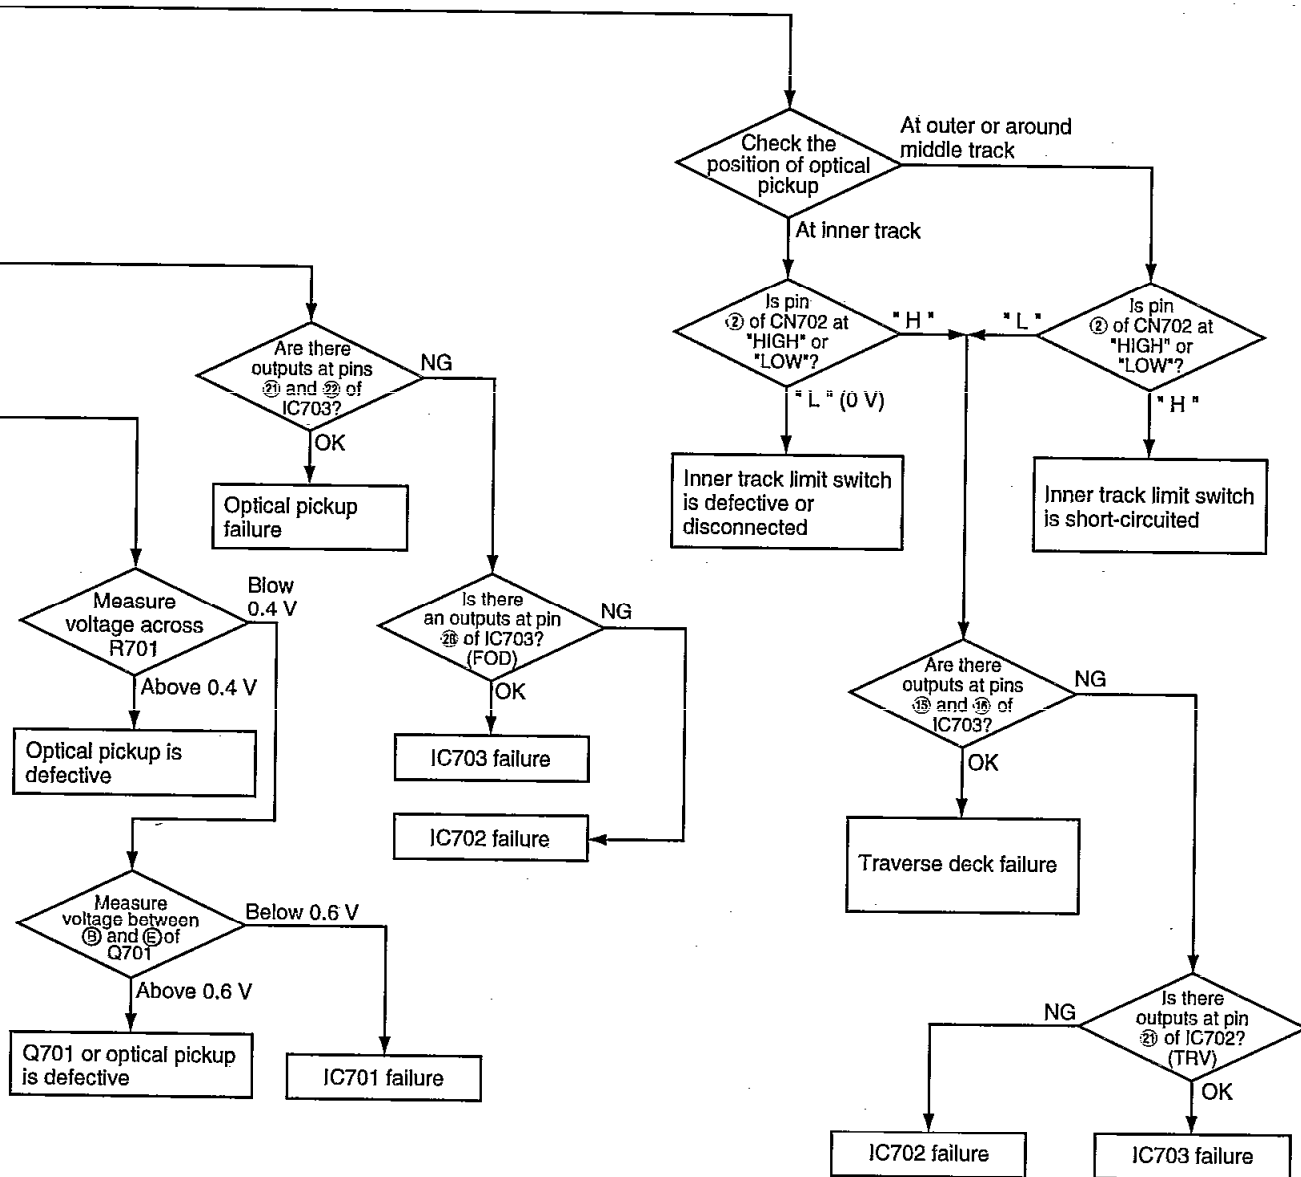 Check the
position of optical
pickup
At outer or around
middle track
At inner track
Is pin
② of CN702 at
"HIGH" or
"LOW"?
"H"
"L"
Is pin
② of CN702 at
"HIGH" or
"LOW"?
"L" (0 V)
"H"
Inner track limit switch
is defective or
disconnected
Inner track limit switch
is short-circuited
Are there
outputs at pins
㉑ and ㉒ of
IC703?
NG
OK
Optical pickup
failure
Measure
voltage across
R701
Blow
0.4 V
Above 0.4 V
Optical pickup is
defective
Is there
an outputs at pin
㉘ of IC703?
(FOD)
NG
OK
IC703 failure
IC702 failure
Are there
outputs at pins
⑮ and ⑯ of
IC703?
NG
OK
Traverse deck failure
Measure
voltage between
Ⓑ and Ⓔ of
Q701
Below 0.6 V
Above 0.6 V
Q701 or optical pickup
is defective
IC701 failure
Is there
outputs at pin
㉑ of IC702?
(TRV)
NG
OK
IC702 failure
IC703 failure